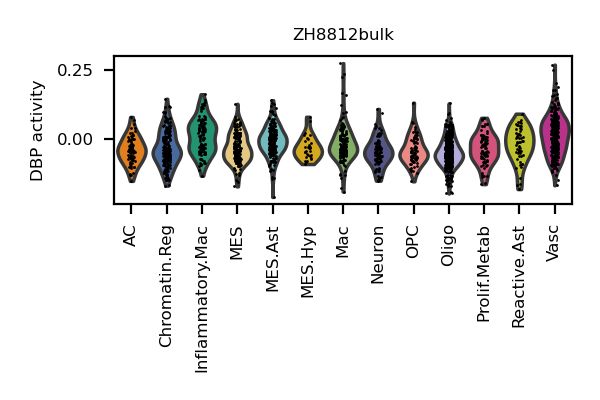 ZH8812bulk
DBP activity
0.25
0.00
AC
Chromatin.Reg
Inflammatory.Mac
MES
MES.Ast
MES.Hyp
Mac
Neuron
OPC
Oligo
Prolif.Metab
Reactive.Ast
Vasc